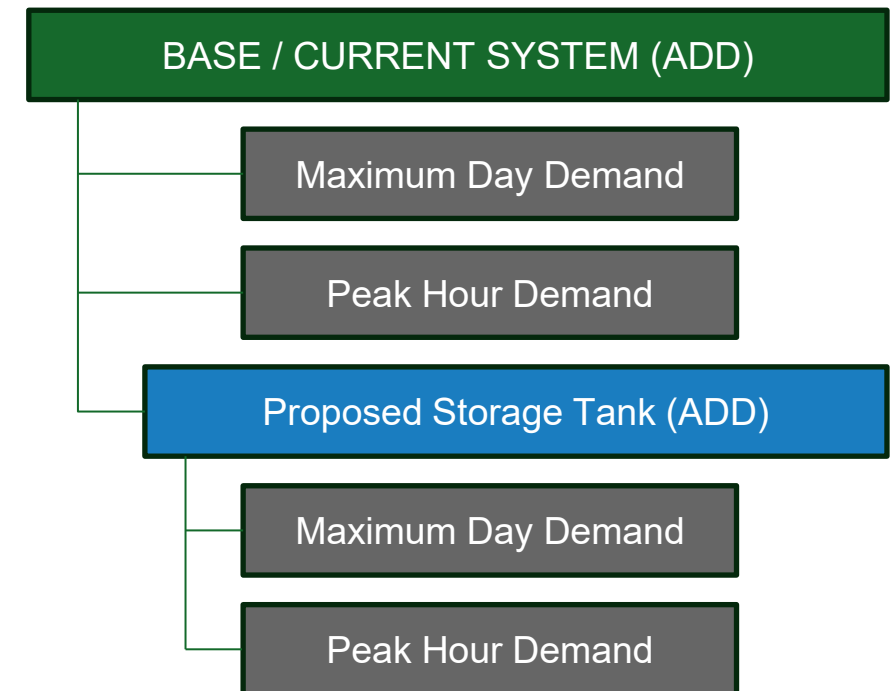 BASE / CURRENT SYSTEM (ADD)
Maximum Day Demand
Peak Hour Demand
Proposed Storage Tank (ADD)
Maximum Day Demand
Peak Hour Demand